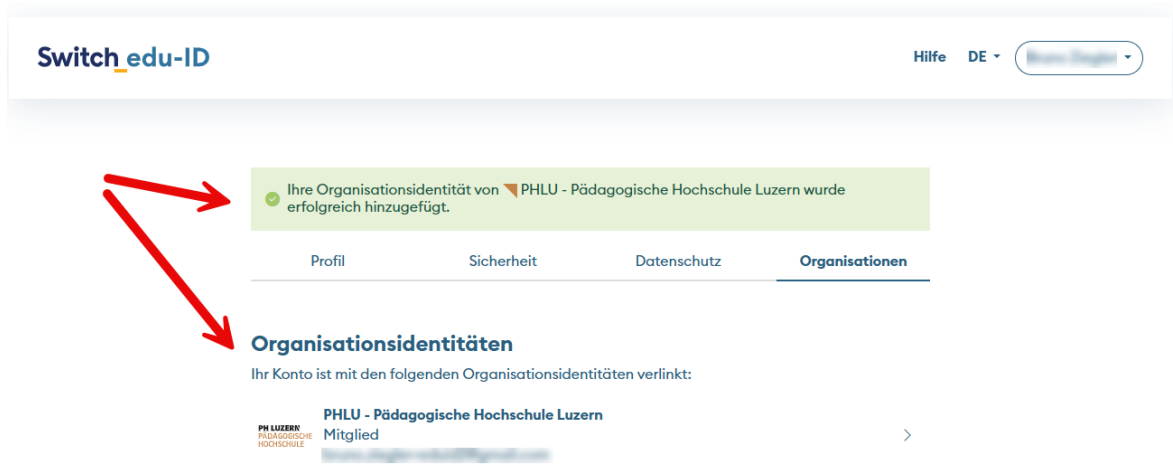 Switch edu-ID
Hilfe DE
Ihre Organisationsidentität von PHLU - Pädagogische Hochschule Luzern wurde
erfolgreich hinzugefügt.
Profil Sicherheit Datenschutz Organisationen
Organisationsidentitäten
Ihr Konto ist mit den folgenden Organisationsidentitäten verlinkt:
PHLU - Pädagogische Hochschule Luzern
PH LUZERN
PÄDAGOGISCHE
HOCHSCHULE
Mitglied